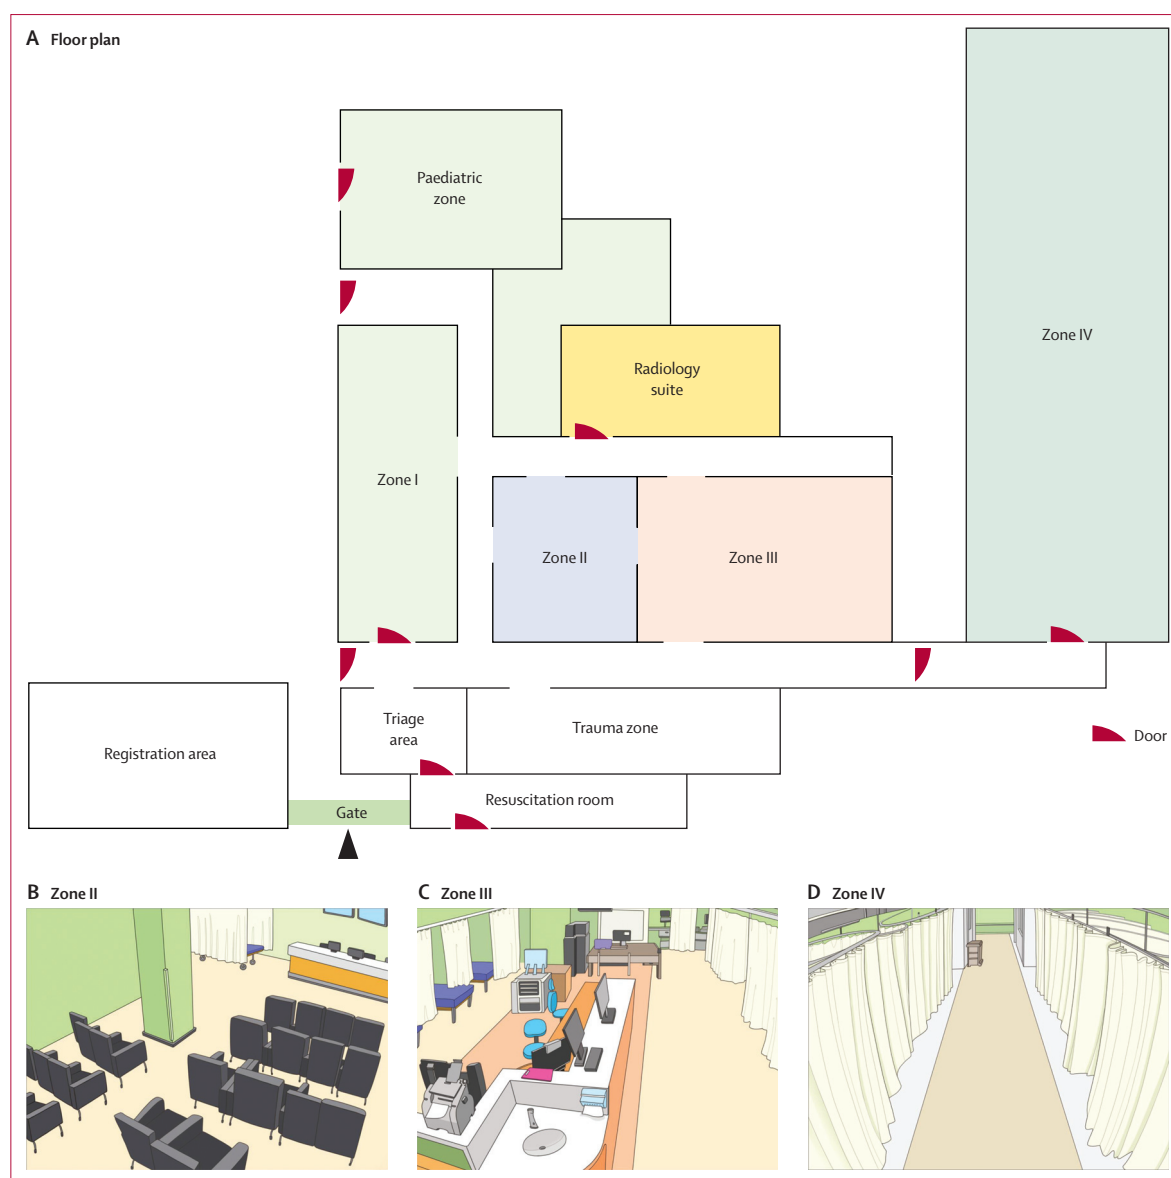 A Floor plan
Paediatric
zone
Zone IV
Radiology
suite
Zone I
Zone II
Zone III
Triage
area
Trauma zone
Registration area
Door
Resuscitation room
Gate
B Zone II
C Zone III
D Zone IV